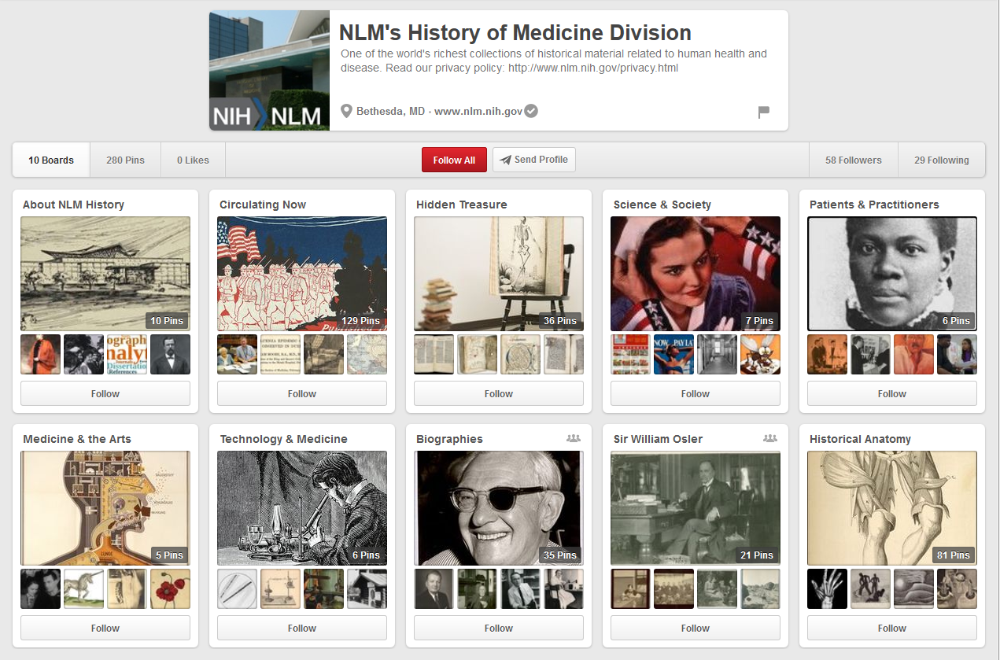 NLM's History of Medicine Division
One of the world's richest collections of historical material related to human health and
disease. Read our privacy policy: http://www.nlm.nih.gov/privacy.html
NIH NLM
Bethesda, MD · www.nlm.nih.gov
10 Boards 280 Pins 0 Likes Follow All Send Profile 58 Followers 29 Following
About NLM History Circulating Now Hidden Treasure Science & Society Patients & Practitioners
10 Pins 129 Pins 36 Pins 7 Pins 6 Pins
Follow Follow Follow Follow Follow
Medicine & the Arts Technology & Medicine Biographies Sir William Osler Historical Anatomy
5 Pins 6 Pins 35 Pins 21 Pins 81 Pins
Follow Follow Follow Follow Follow